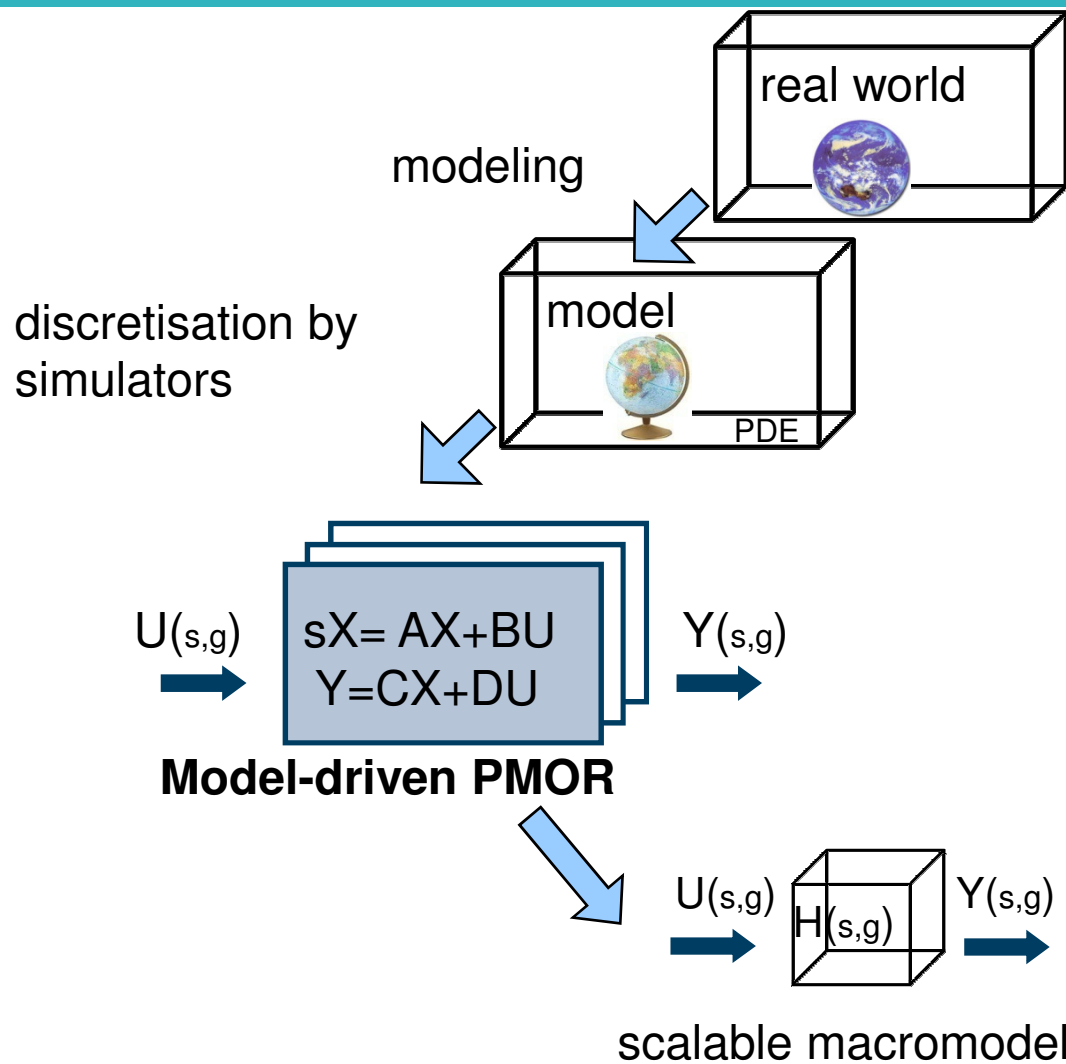 real world
modeling
model
PDE
discretisation by
simulators
U(s,g)
sX= AX+BU
Y=CX+DU
Y(s,g)
Model-driven PMOR
U(s,g)
H(s,g)
Y(s,g)
scalable macromodel